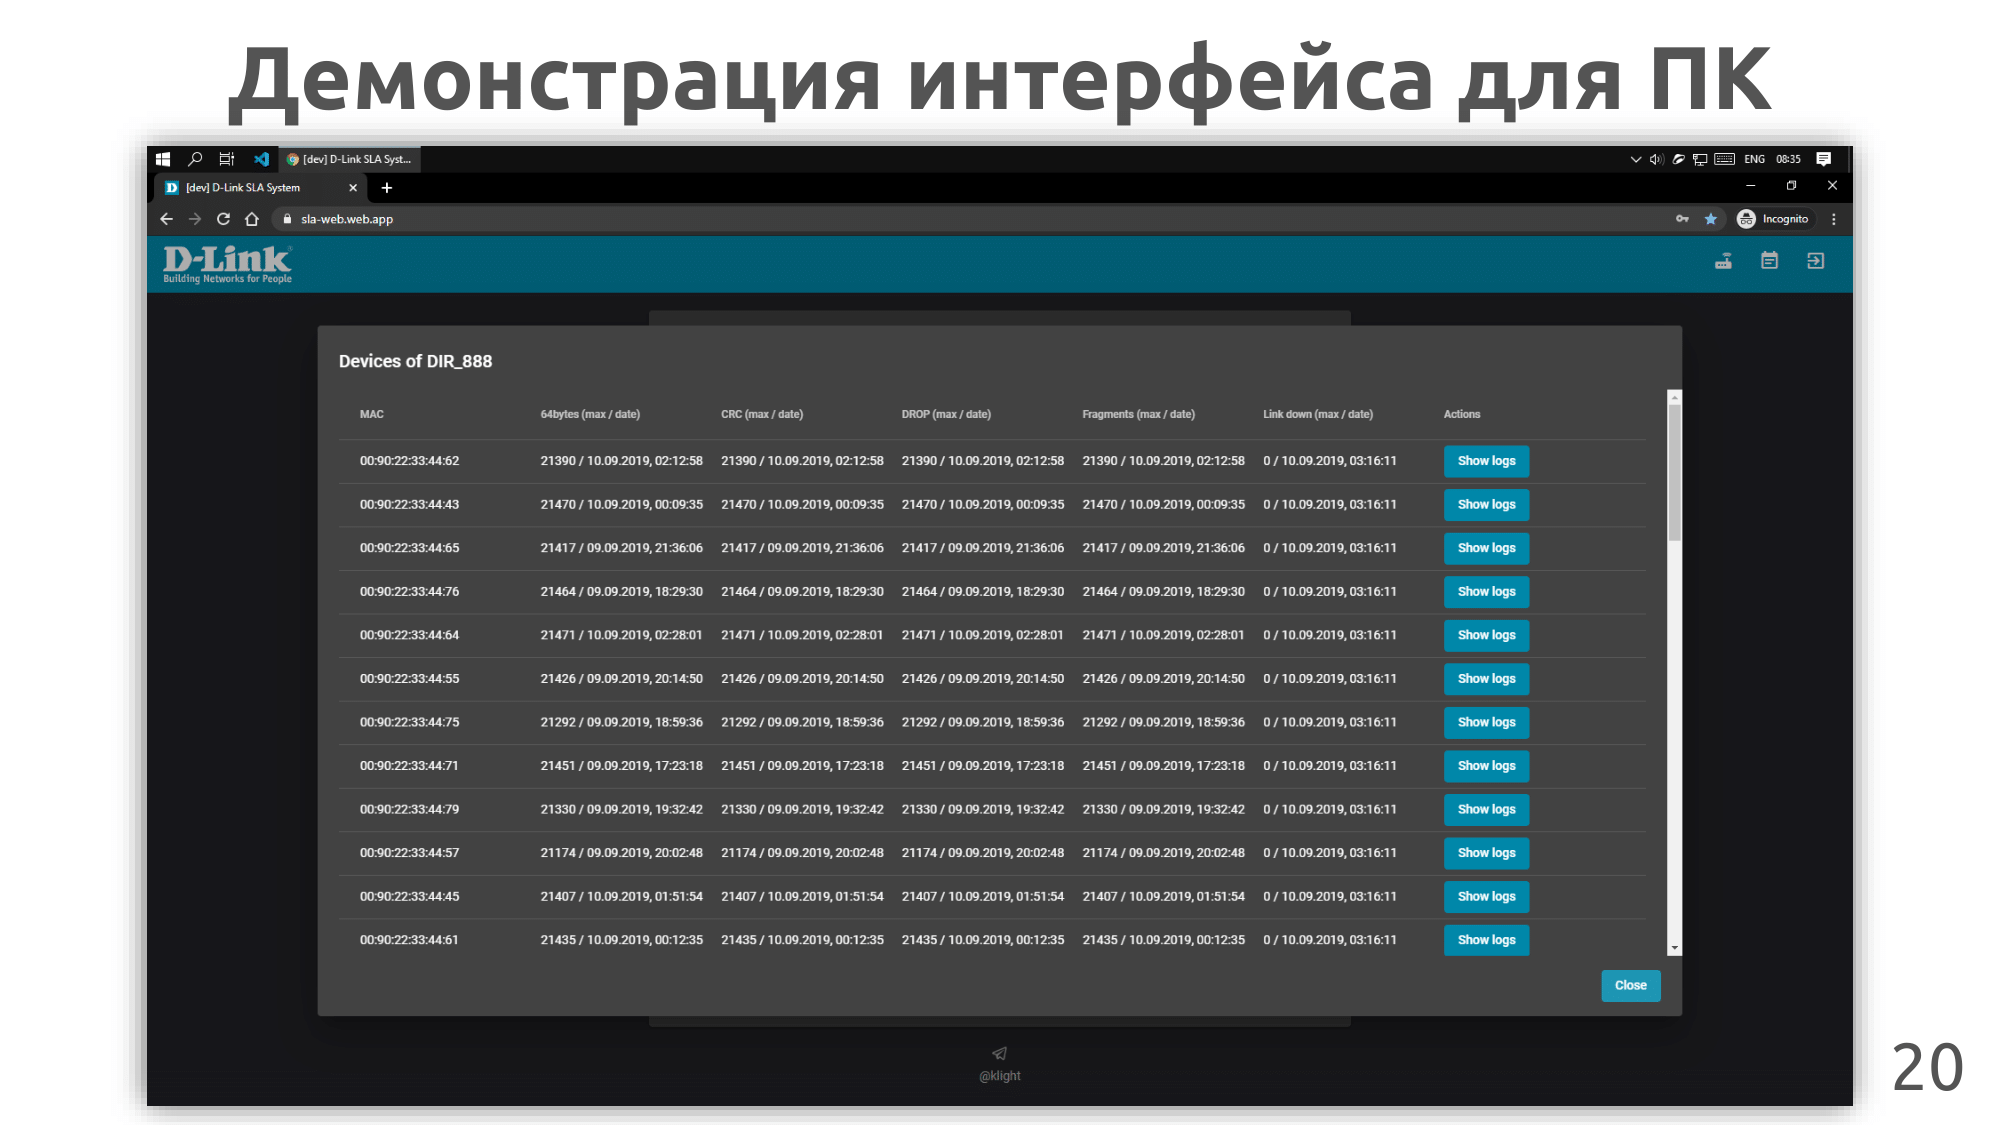 Демонстрация интерфейса для ПК
[dev] D-Link SLA Syst... ENG 08:35
[dev] D-Link SLA System
sla-web.web.app Incognito
D-Link
Building Networks for People
Devices of DIR_888
MAC 64bytes (max / date) CRC (max / date) DROP (max / date) Fragments (max / date) Link down (max / date) Actions
00:90:22:33:44:62 21390 / 10.09.2019, 02:12:58 21390 / 10.09.2019, 02:12:58 21390 / 10.09.2019, 02:12:58 21390 / 10.09.2019, 02:12:58 0 / 10.09.2019, 03:16:11 Show logs
00:90:22:33:44:43 21470 / 10.09.2019, 00:09:35 21470 / 10.09.2019, 00:09:35 21470 / 10.09.2019, 00:09:35 21470 / 10.09.2019, 00:09:35 0 / 10.09.2019, 03:16:11 Show logs
00:90:22:33:44:65 21417 / 09.09.2019, 21:36:06 21417 / 09.09.2019, 21:36:06 21417 / 09.09.2019, 21:36:06 21417 / 09.09.2019, 21:36:06 0 / 10.09.2019, 03:16:11 Show logs
00:90:22:33:44:76 21464 / 09.09.2019, 18:29:30 21464 / 09.09.2019, 18:29:30 21464 / 09.09.2019, 18:29:30 21464 / 09.09.2019, 18:29:30 0 / 10.09.2019, 03:16:11 Show logs
00:90:22:33:44:64 21471 / 10.09.2019, 02:28:01 21471 / 10.09.2019, 02:28:01 21471 / 10.09.2019, 02:28:01 21471 / 10.09.2019, 02:28:01 0 / 10.09.2019, 03:16:11 Show logs
00:90:22:33:44:55 21426 / 09.09.2019, 20:14:50 21426 / 09.09.2019, 20:14:50 21426 / 09.09.2019, 20:14:50 21426 / 09.09.2019, 20:14:50 0 / 10.09.2019, 03:16:11 Show logs
00:90:22:33:44:75 21292 / 09.09.2019, 18:59:36 21292 / 09.09.2019, 18:59:36 21292 / 09.09.2019, 18:59:36 21292 / 09.09.2019, 18:59:36 0 / 10.09.2019, 03:16:11 Show logs
00:90:22:33:44:71 21451 / 09.09.2019, 17:23:18 21451 / 09.09.2019, 17:23:18 21451 / 09.09.2019, 17:23:18 21451 / 09.09.2019, 17:23:18 0 / 10.09.2019, 03:16:11 Show logs
00:90:22:33:44:79 21330 / 09.09.2019, 19:32:42 21330 / 09.09.2019, 19:32:42 21330 / 09.09.2019, 19:32:42 21330 / 09.09.2019, 19:32:42 0 / 10.09.2019, 03:16:11 Show logs
00:90:22:33:44:57 21174 / 09.09.2019, 20:02:48 21174 / 09.09.2019, 20:02:48 21174 / 09.09.2019, 20:02:48 21174 / 09.09.2019, 20:02:48 0 / 10.09.2019, 03:16:11 Show logs
00:90:22:33:44:45 21407 / 10.09.2019, 01:51:54 21407 / 10.09.2019, 01:51:54 21407 / 10.09.2019, 01:51:54 21407 / 10.09.2019, 01:51:54 0 / 10.09.2019, 03:16:11 Show logs
00:90:22:33:44:61 21435 / 10.09.2019, 00:12:35 21435 / 10.09.2019, 00:12:35 21435 / 10.09.2019, 00:12:35 21435 / 10.09.2019, 00:12:35 0 / 10.09.2019, 03:16:11 Show logs
Close
@klight
20